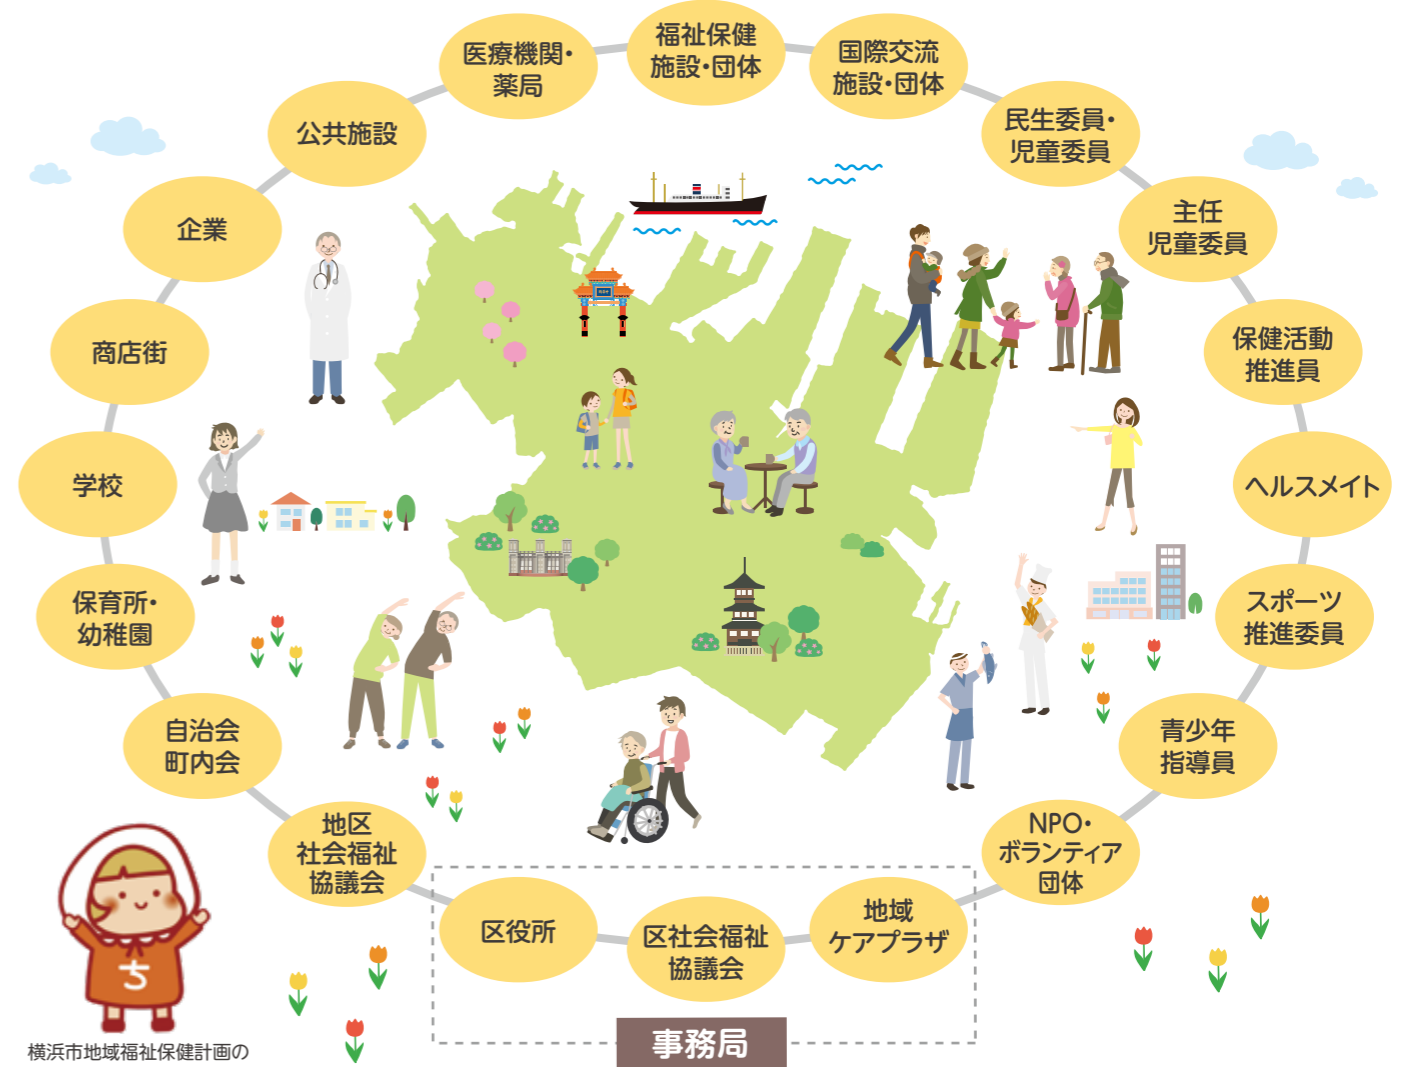 福祉保健
施設・団体
国際交流
施設・団体
民生委員・
児童委員
主任
児童委員
保健活動
推進員
ヘルスメイト
スポーツ
推進委員
青少年
指導員
NPO・
ボランティア
団体
地域
ケアプラザ
区社会福祉
協議会
区役所
事務局
地区
社会福祉
協議会
自治会
町内会
保育所・
幼稚園
学校
商店街
企業
公共施設
医療機関・
薬局
ち
横浜市地域福祉保健計画の